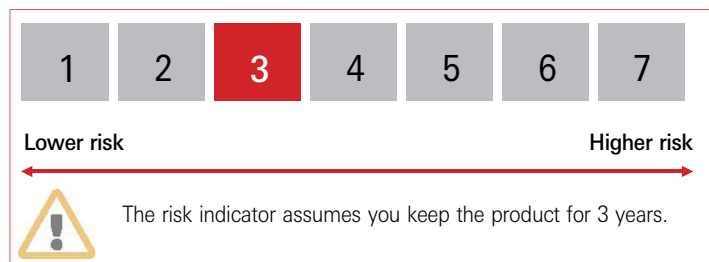 1 2 3 4 5 6 7
Lower risk Higher risk
The risk indicator assumes you keep the product for 3 years.